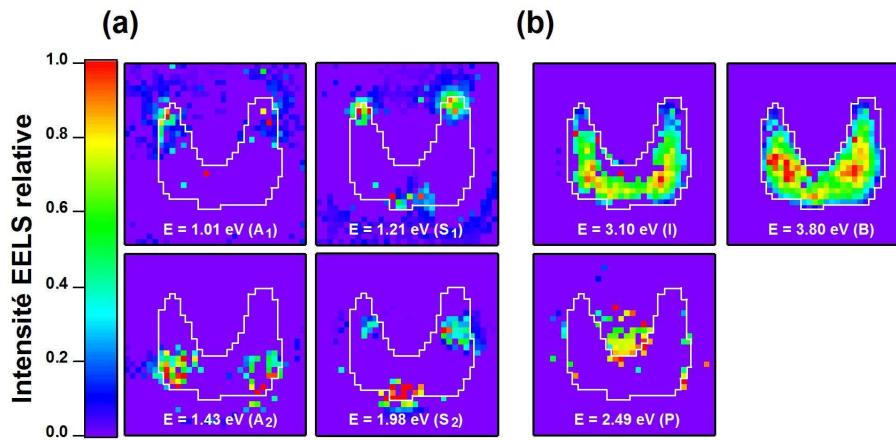 (a)
(b)
Intensité EELS relative
1.0
0.8
0.6
0.4
0.2
0.0
E = 1.01 eV (A1)
E = 1.21 eV (S1)
E = 3.10 eV (I)
E = 3.80 eV (B)
E = 1.43 eV (A2)
E = 1.98 eV (S2)
E = 2.49 eV (P)